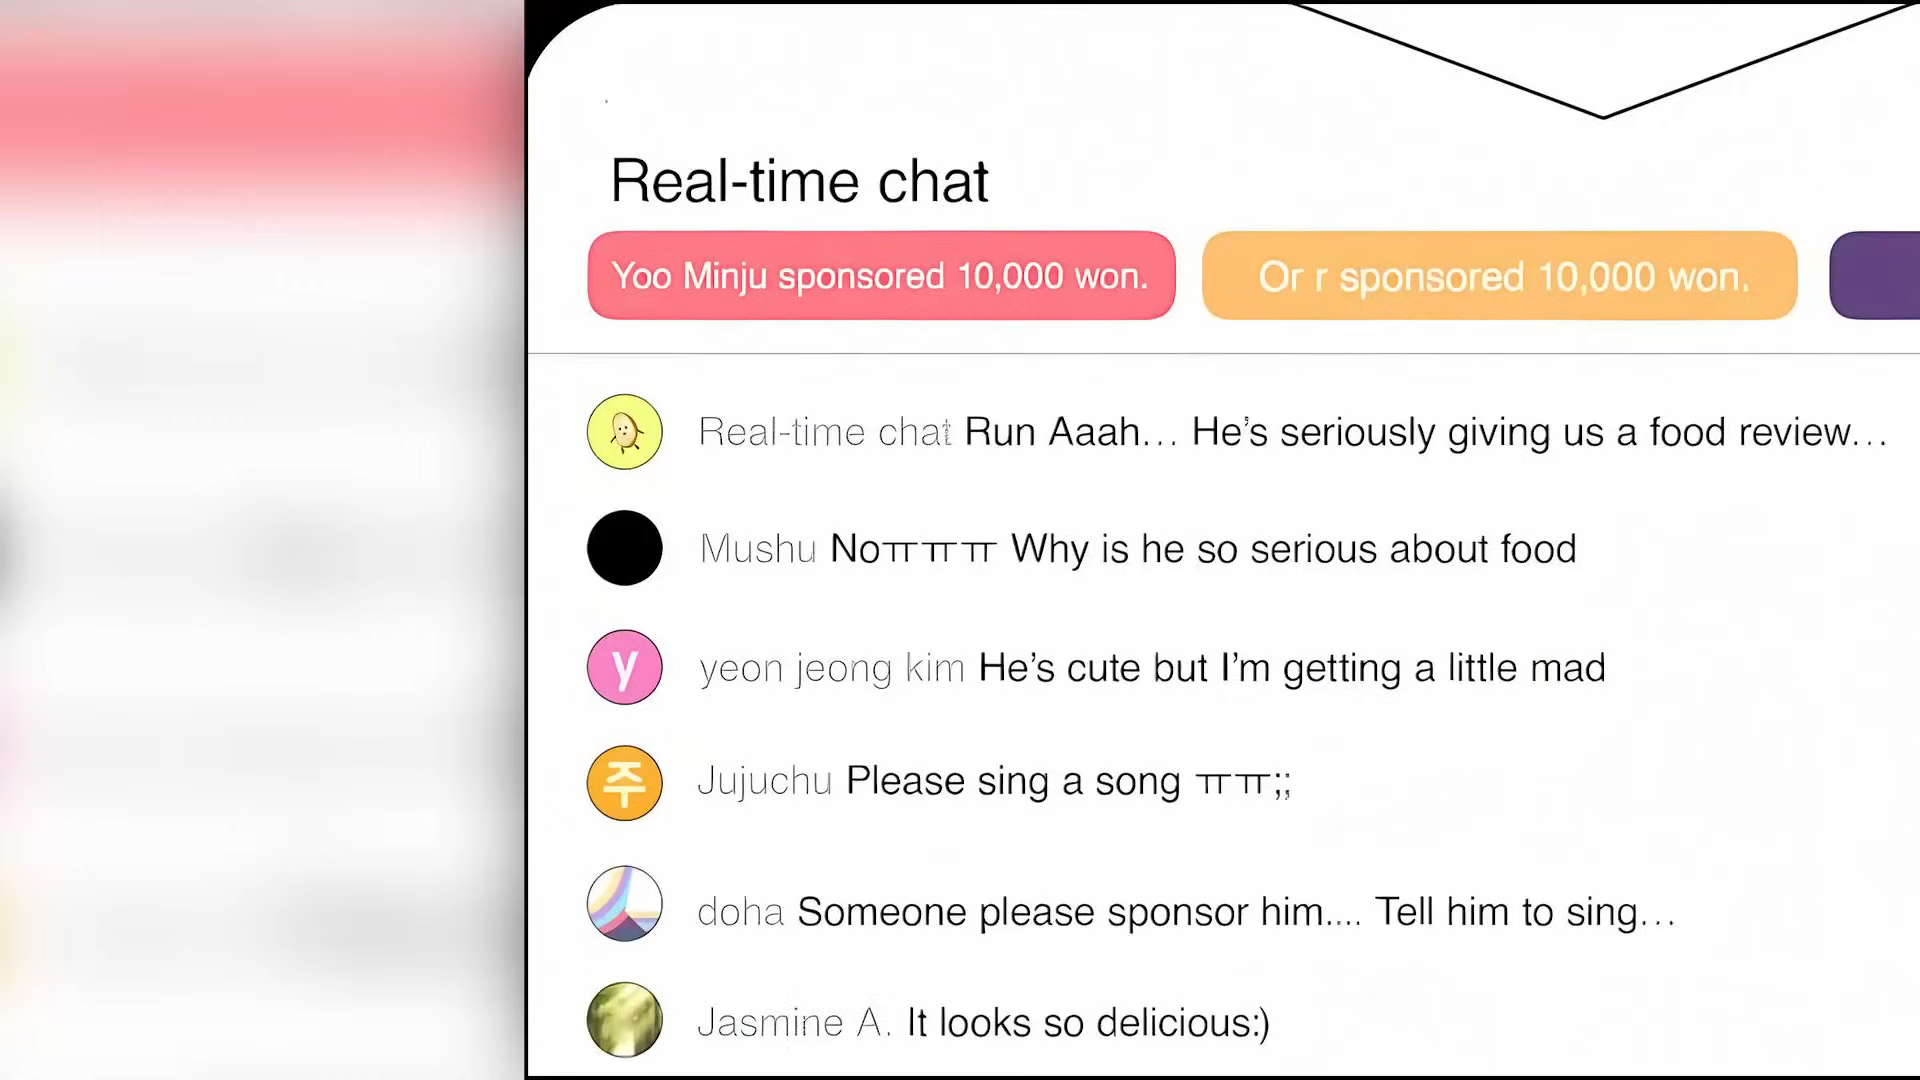 Real-time chat
Yoo Minju sponsored 10,000 won.
Or r sponsored 10,000 won.
Real-time chat Run Aaah... He's seriously giving us a food review...
Mushu Noㅠㅠㅠ Why is he so serious about food
y
yeon jeong kim He's cute but I'm getting a little mad
주
Jujuchu Please sing a song ㅠㅠ;;
doha Someone please sponsor him.... Tell him to sing...
Jasmine A. It looks so delicious:)